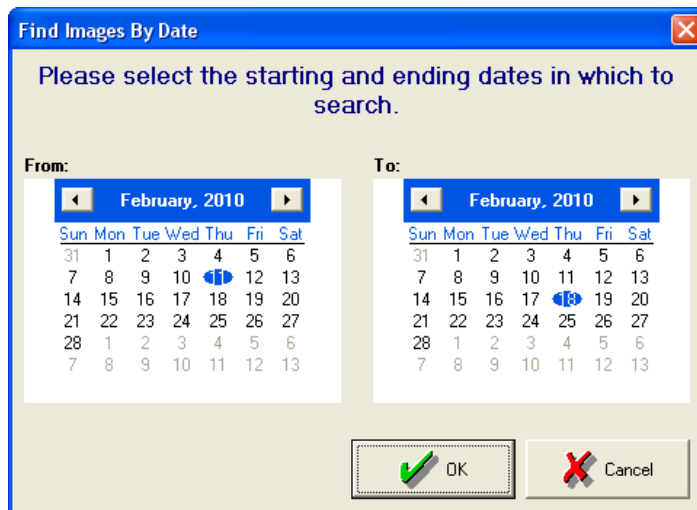 Find Images By Date
Please select the starting and ending dates in which to
search.
From:
February, 2010
Sun Mon Tue Wed Thu Fri Sat
31 1 2 3 4 5 6
7 8 9 10 11 12 13
14 15 16 17 18 19 20
21 22 23 24 25 26 27
28 1 2 3 4 5 6
7 8 9 10 11 12 13
To:
February, 2010
Sun Mon Tue Wed Thu Fri Sat
31 1 2 3 4 5 6
7 8 9 10 11 12 13
14 15 16 17 18 19 20
21 22 23 24 25 26 27
28 1 2 3 4 5 6
7 8 9 10 11 12 13
OK
Cancel